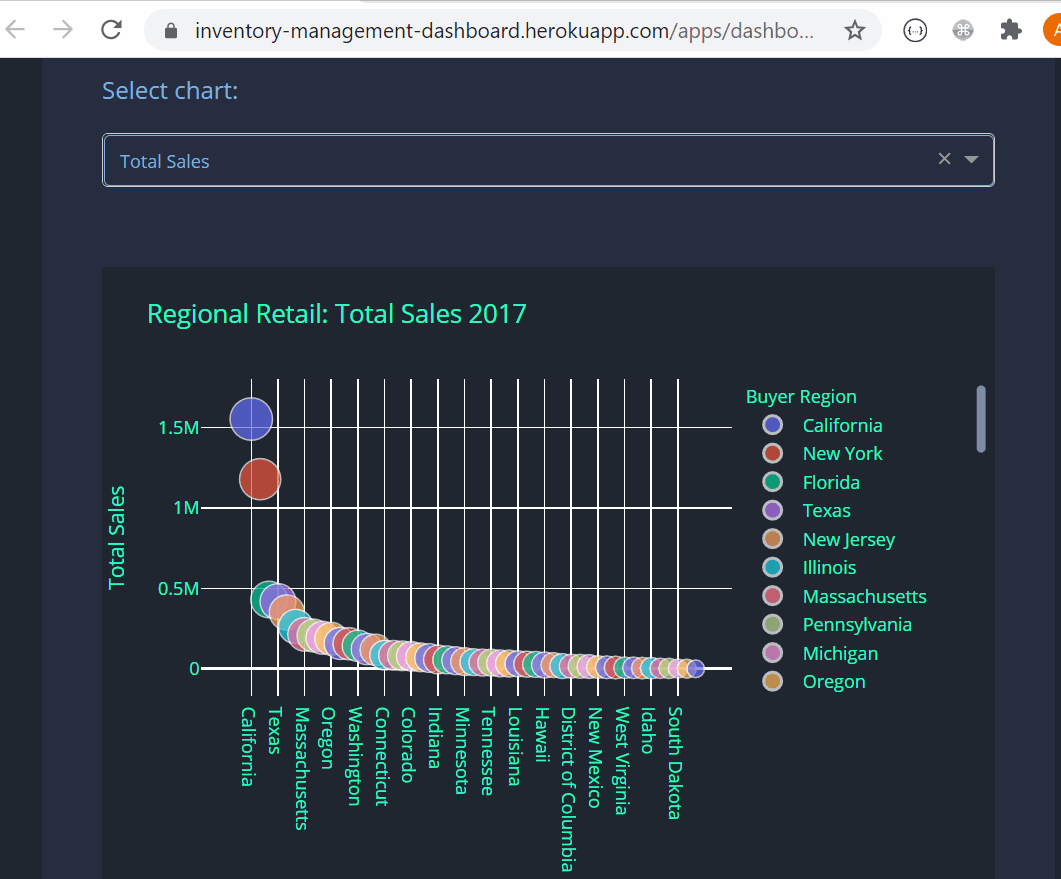 inventory-management-dashboard.herokuapp.com/apps/dashbo...
Select chart:
Total Sales
Regional Retail: Total Sales 2017
Total Sales
1.5M
1M
0.5M
0
California
Texas
Massachusetts
Oregon
Washington
Connecticut
Colorado
Indiana
Minnesota
Tennessee
Louisiana
Hawaii
District of Columbia
New Mexico
West Virginia
Idaho
South Dakota
Buyer Region
California
New York
Florida
Texas
New Jersey
Illinois
Massachusetts
Pennsylvania
Michigan
Oregon